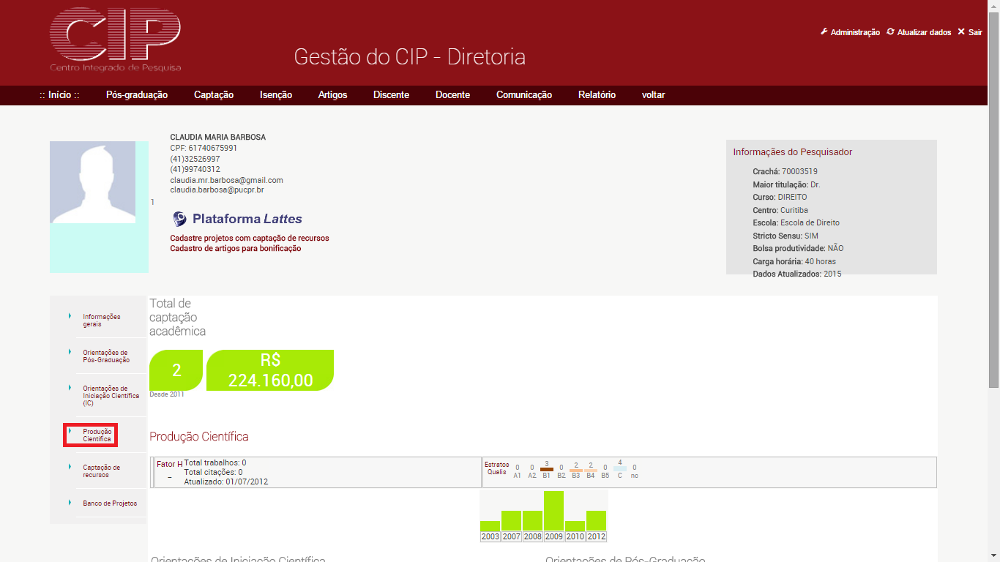 CIP
Centro Integrado de Pesquisa
Gestão do CIP - Diretoria
Administração Atualizar dados Sair
:: Início :: Pós-graduação Captação Isenção Artigos Discente Docente Comunicação Relatório voltar
CLAUDIA MARIA BARBOSA
CPF: 61740675991
(41)32526997
(41)99740312
claudia.mr.barbosa@gmail.com
claudia.barbosa@pucpr.br
1
Plataforma Lattes
Cadastre projetos com captação de recursos
Cadastro de artigos para bonificação
Informações do Pesquisador
Crachá: 70003519
Maior titulação: Dr.
Curso: DIREITO
Centro: Curitiba
Escola: Escola de Direito
Stricto Sensu: SIM
Bolsa produtividade: NÃO
Carga horária: 40 horas
Dados Atualizados: 2015
Informações
gerais
Orientações de
Pós-Graduação
Orientações de
Iniciação Científica
(IC)
Produção
Científica
Captação de
recursos
Banco de Projetos
Total de
captação
acadêmica
2
R$
224.160,00
Desde 2011
Produção Científica
Fator H
–
Total trabalhos: 0
Total citações: 0
Atualizado: 01/07/2012
Estratos
Qualis
0 0 3 0 2 2 0 4 0
A1 A2 B1 B2 B3 B4 B5 C nc
2003 2007 2008 2009 2010 2012
Orientações de Iniciação Científica
Orientações de Pós-Graduação